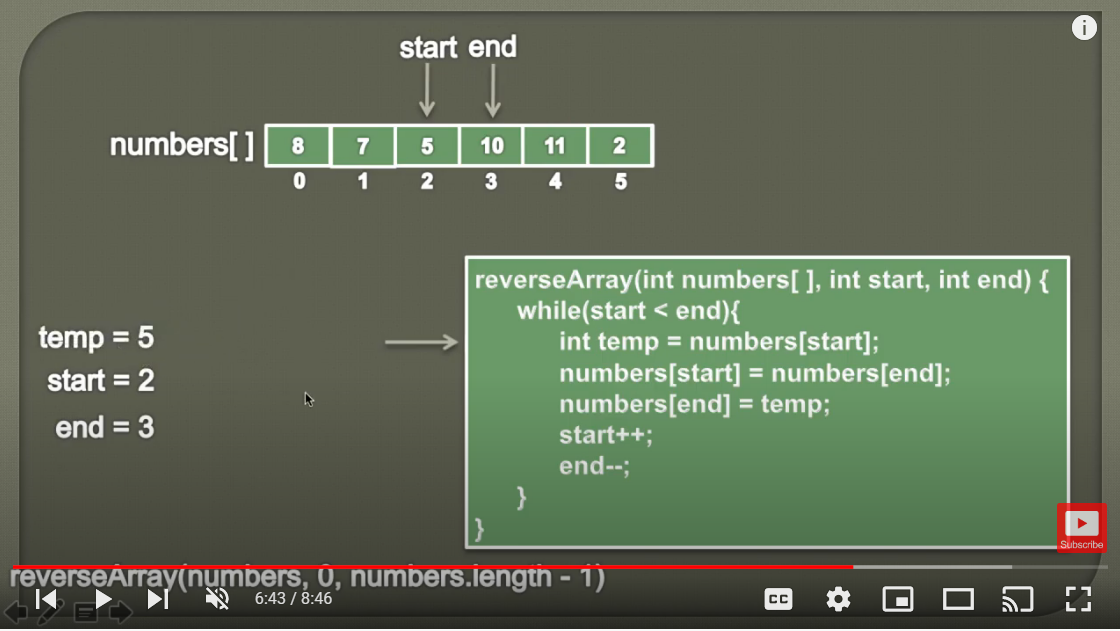 start end
numbers[ ] 8 7 5 10 11 2
0 1 2 3 4 5
reverseArray(int numbers[ ], int start, int end) {
while(start < end){
int temp = numbers[start];
numbers[start] = numbers[end];
numbers[end] = temp;
start++;
end--;
}
}
temp = 5
start = 2
end = 3
Subscribe
reverseArray(numbers, 0, numbers.length - 1)
6:43 / 8:46
CC
i